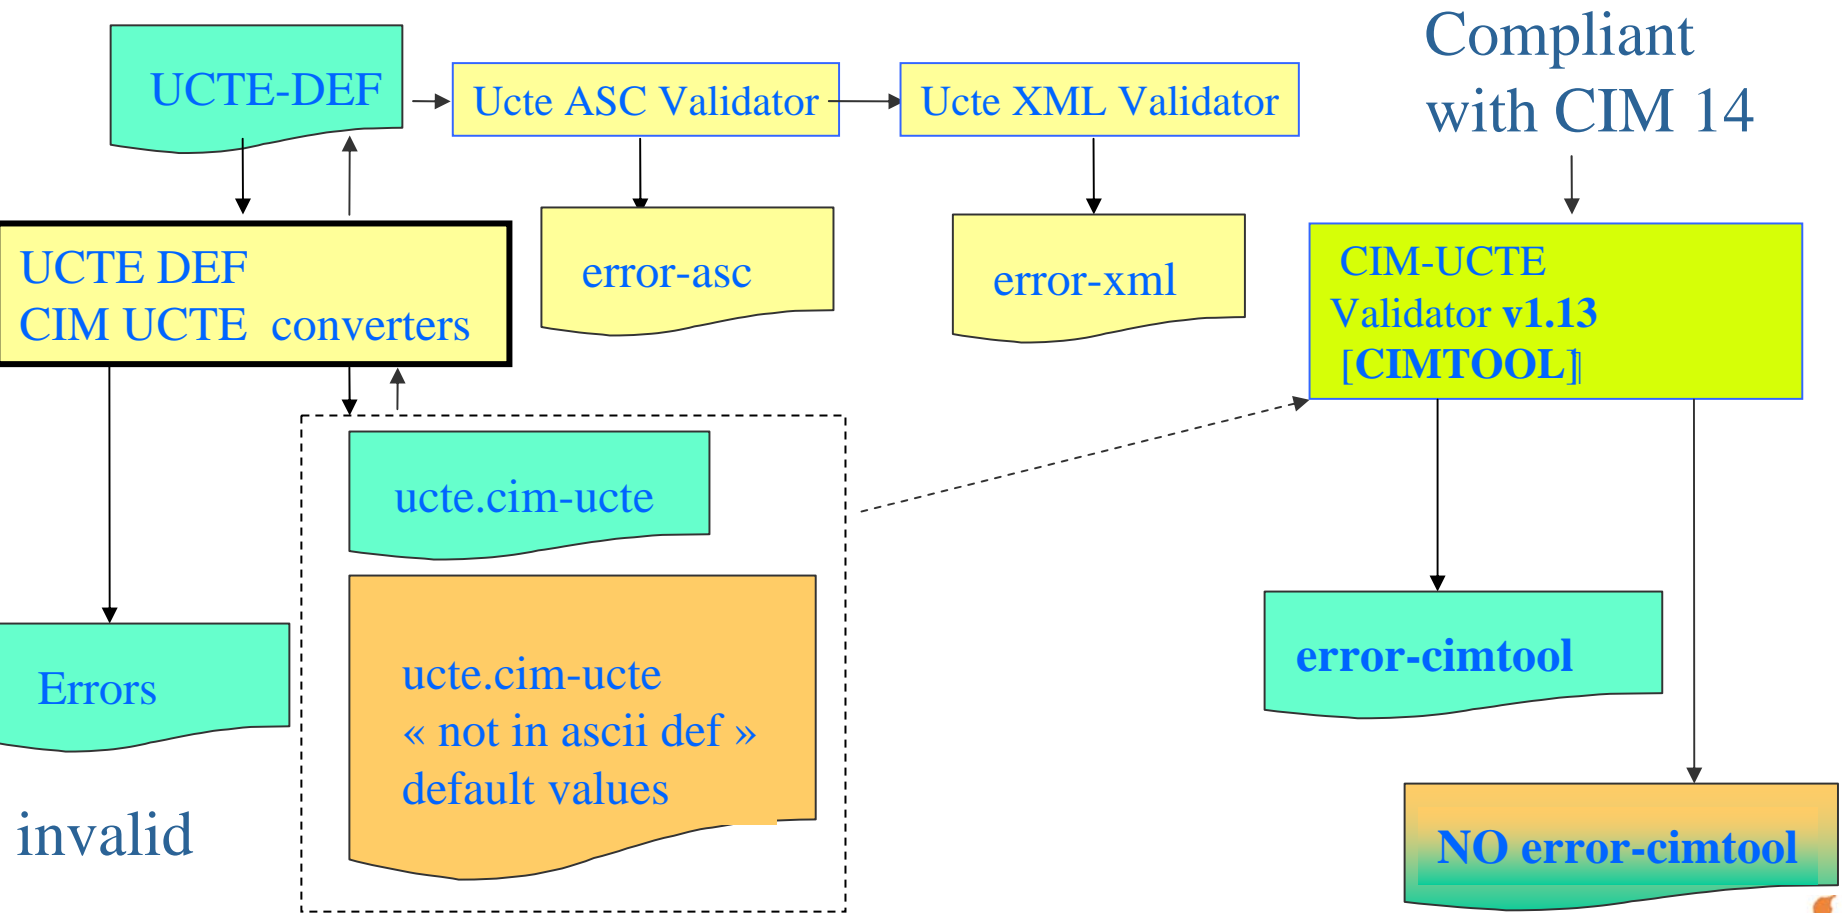 Compliant
with CIM 14
UCTE-DEF
Ucte ASC Validator
Ucte XML Validator
UCTE DEF
CIM UCTE converters
error-asc
error-xml
CIM-UCTE
Validator v1.13
[CIMTOOL]
ucte.cim-ucte
Errors
ucte.cim-ucte
« not in ascii def »
default values
error-cimtool
invalid
NO error-cimtool